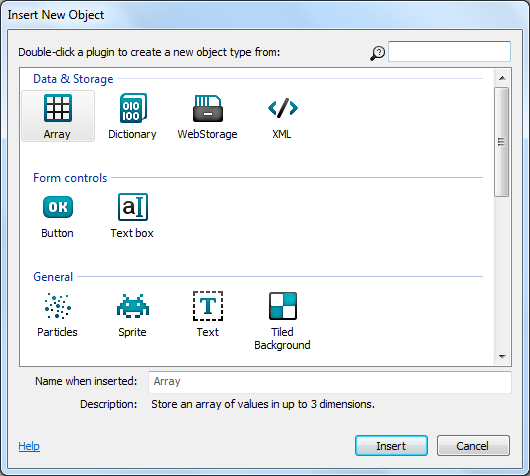 Insert New Object
Double-click a plugin to create a new object type from:
Data & Storage
010
100
Array Dictionary WebStorage XML
Form controls
OK aI
Button Text box
General
T
Particles Sprite Text Tiled
Background
Name when inserted: Array
Description: Store an array of values in up to 3 dimensions.
Help Insert Cancel